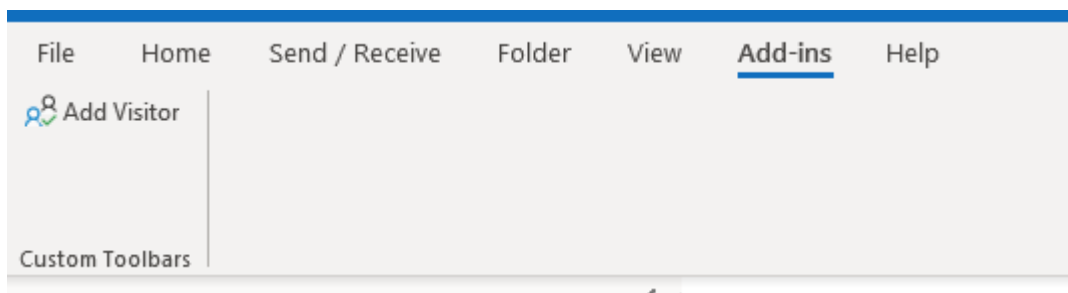 File Home Send / Receive Folder View Add-ins Help
Add Visitor
Custom Toolbars